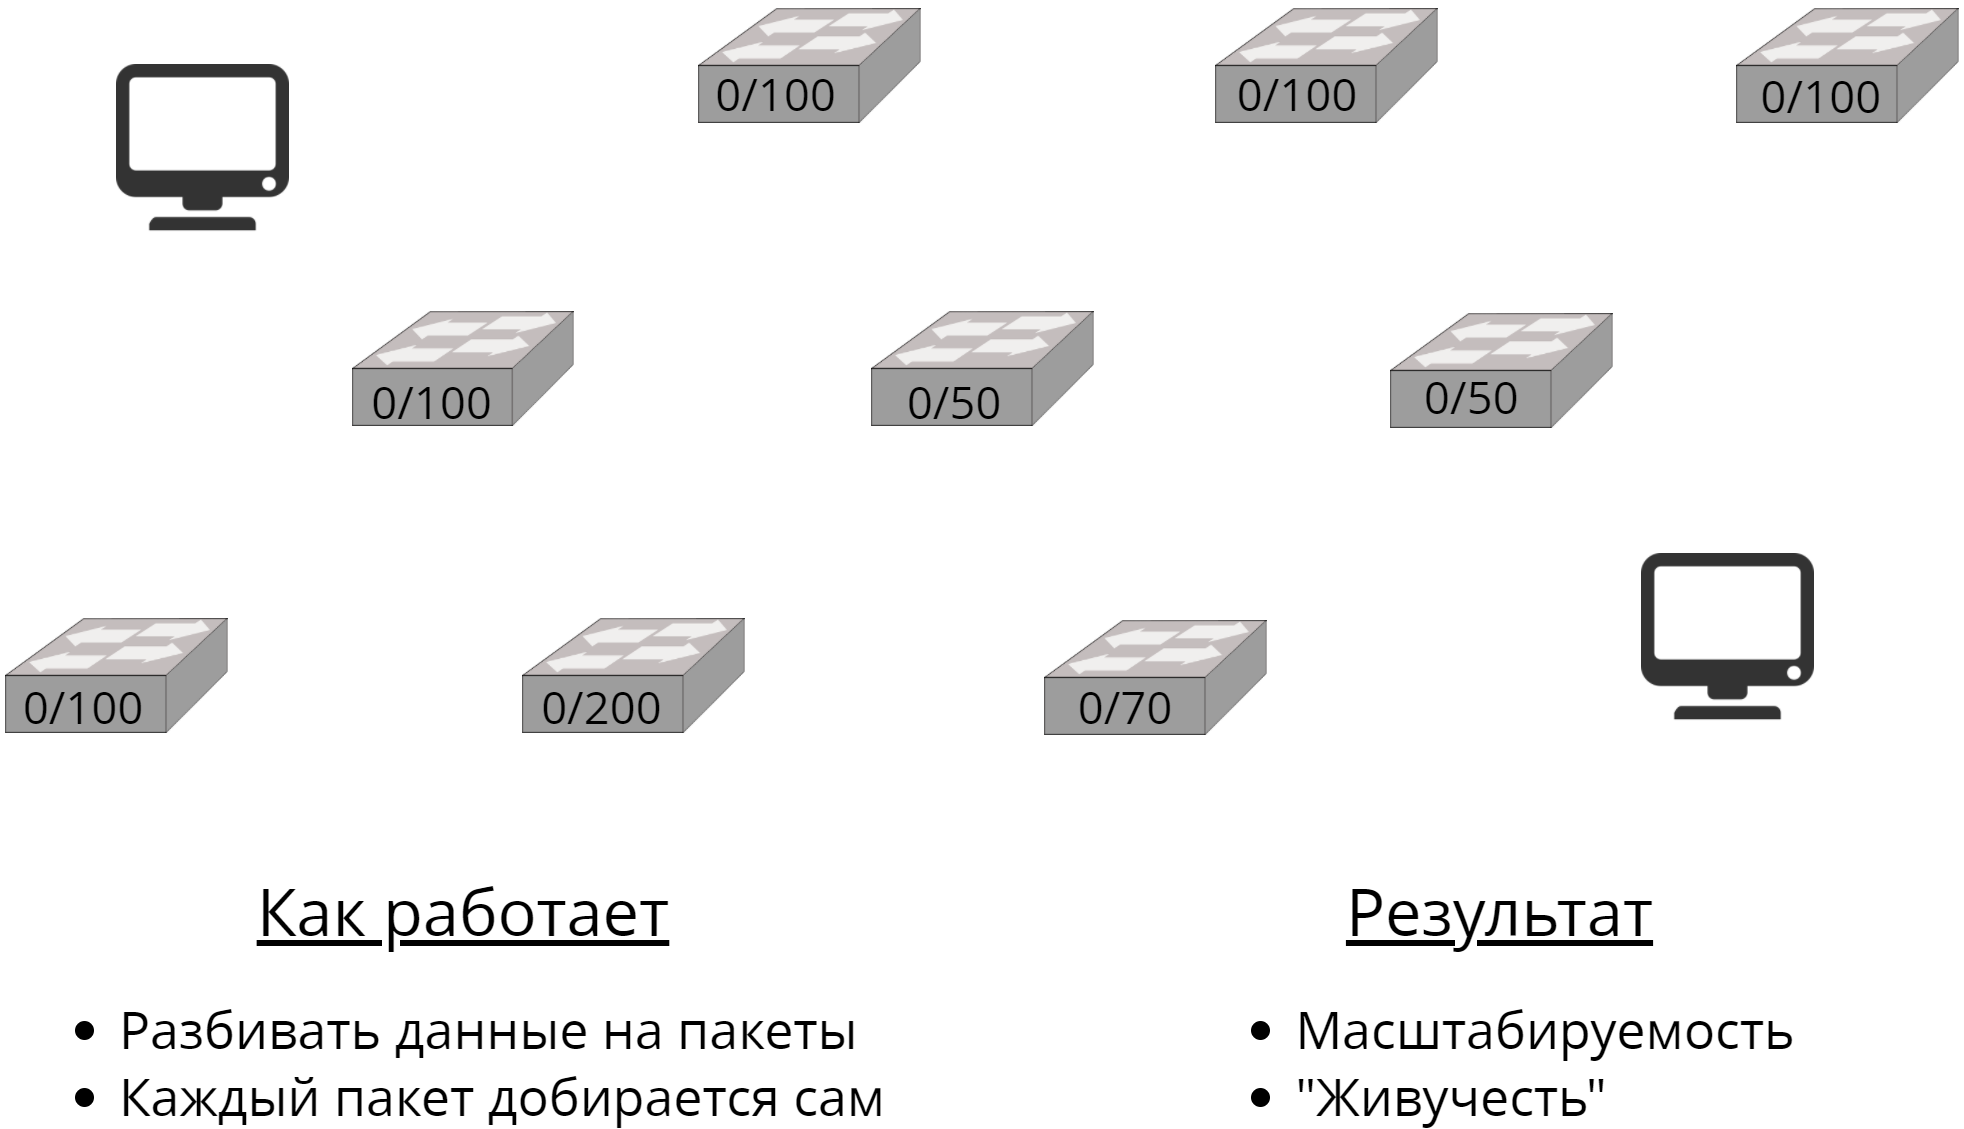 0/100
0/100
0/100
0/100
0/50
0/50
0/100
0/200
0/70
Как работает
• Разбивать данные на пакеты
• Каждый пакет добирается сам
Результат
• Масштабируемость
• "Живучесть"